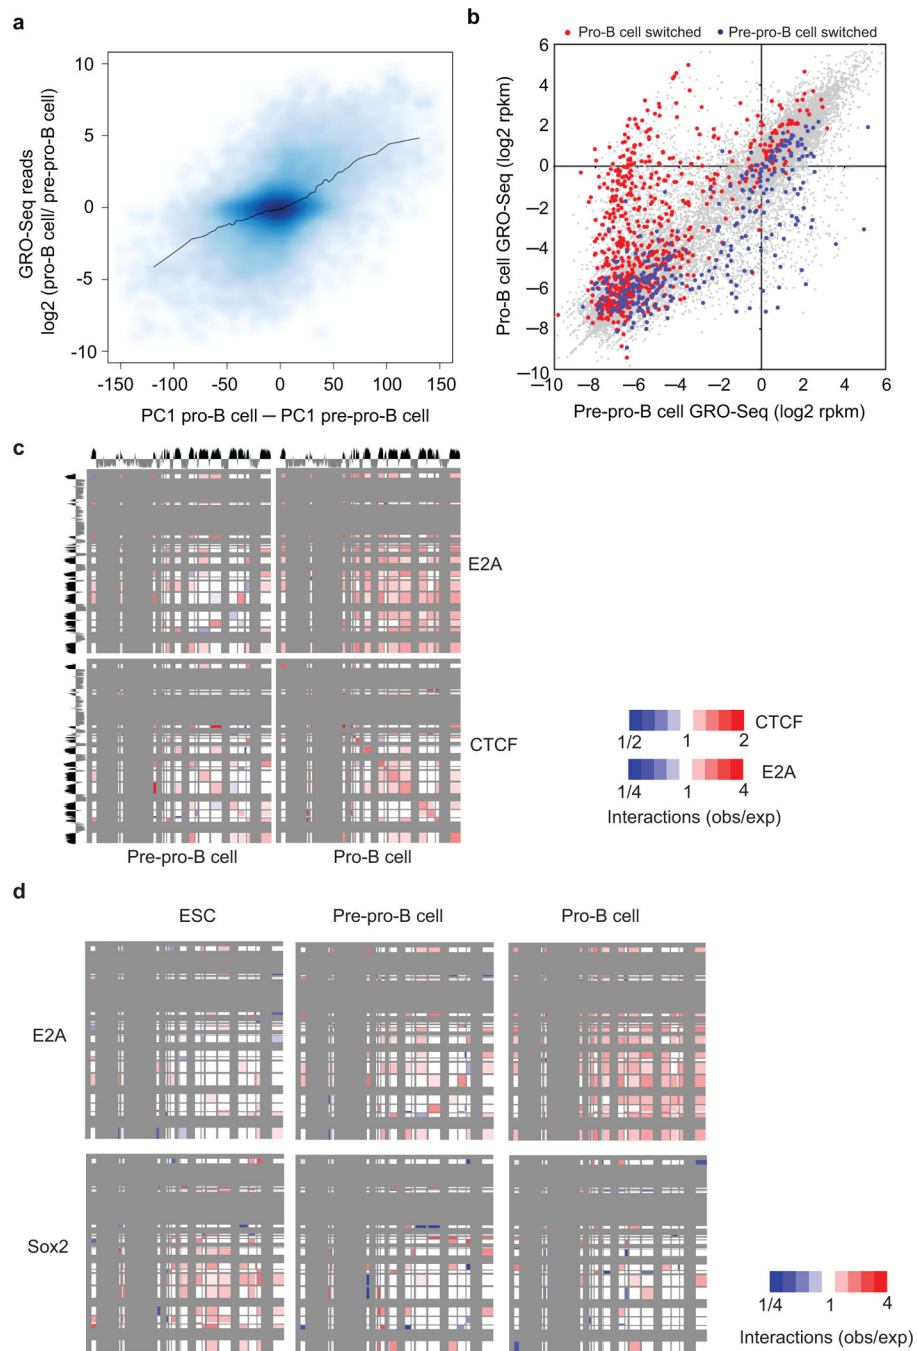 a
10
5
0
-5
-10
GRO-Seq reads
log2 (pro-B cell/ pre-pro-B cell)
-150 -100 -50 0 50 100 150
PC1 pro-B cell — PC1 pre-pro-B cell
b
Pro-B cell switched Pre-pro-B cell switched
6
4
2
0
−2
−4
−6
−8
−10
Pro-B cell GRO-Seq (log2 rpkm)
−10 −8 −6 −4 −2 0 2 4 6
Pre-pro-B cell GRO-Seq (log2 rpkm)
c
E2A
CTCF
Pre-pro-B cell Pro-B cell
CTCF
1/2 1 2
E2A
1/4 1 4
Interactions (obs/exp)
d
ESC Pre-pro-B cell Pro-B cell
E2A
Sox2
1/4 1 4
Interactions (obs/exp)